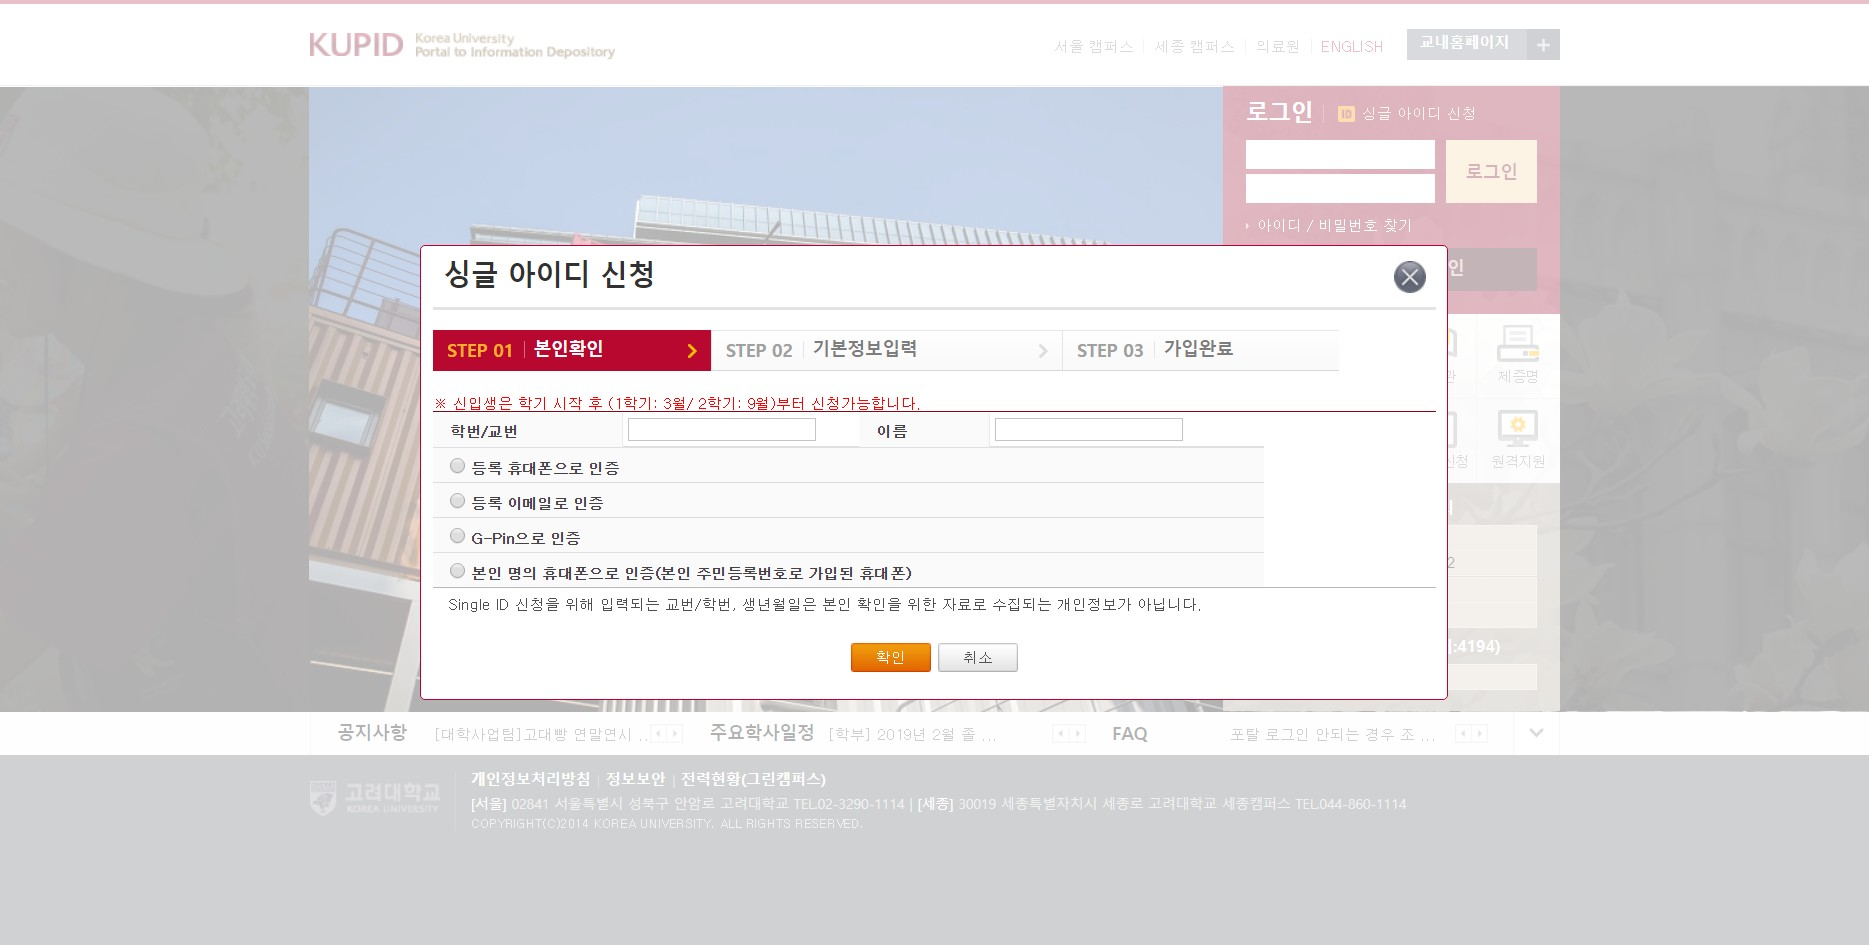 KUPID Korea University
Portal to Information Depository
서울 캠퍼스 세종 캠퍼스 의료원 ENGLISH 교내홈페이지 +
로그인 ID 싱글 아이디 신청
로그인
아이디 / 비밀번호 찾기
인
싱글 아이디 신청
STEP 01 본인확인 STEP 02 기본정보입력 STEP 03 가입완료
제증명
※ 신입생은 학기 시작 후 (1학기: 3월/ 2학기: 9월)부터 신청가능합니다.
학번/교번 이름
신청 원격지원
등록 휴대폰으로 인증
등록 이메일로 인증
G-Pin으로 인증
본인 명의 휴대폰으로 인증(본인 주민등록번호로 가입된 휴대폰)
Single ID 신청을 위해 입력되는 교번/학번, 생년월일은 본인 확인을 위한 자료로 수집되는 개인정보가 아닙니다.
:4194)
확인 취소
공지사항 [대학사업팀]고대빵 연말연시 .. 주요학사일정 [학부] 2019년 2월 졸 ... FAQ 포탈 로그인 안되는 경우 조 ...
고려대학교
KOREA UNIVERSITY
개인정보처리방침 | 정보보안 | 전력현황(그린캠퍼스)
[서울] 02841 서울특별시 성북구 안암로 고려대학교 TEL.02-3290-1114 | [세종] 30019 세종특별자치시 세종로 고려대학교 세종캠퍼스 TEL.044-860-1114
COPYRIGHT(C)2014 KOREA UNIVERSITY. ALL RIGHTS RESERVED.